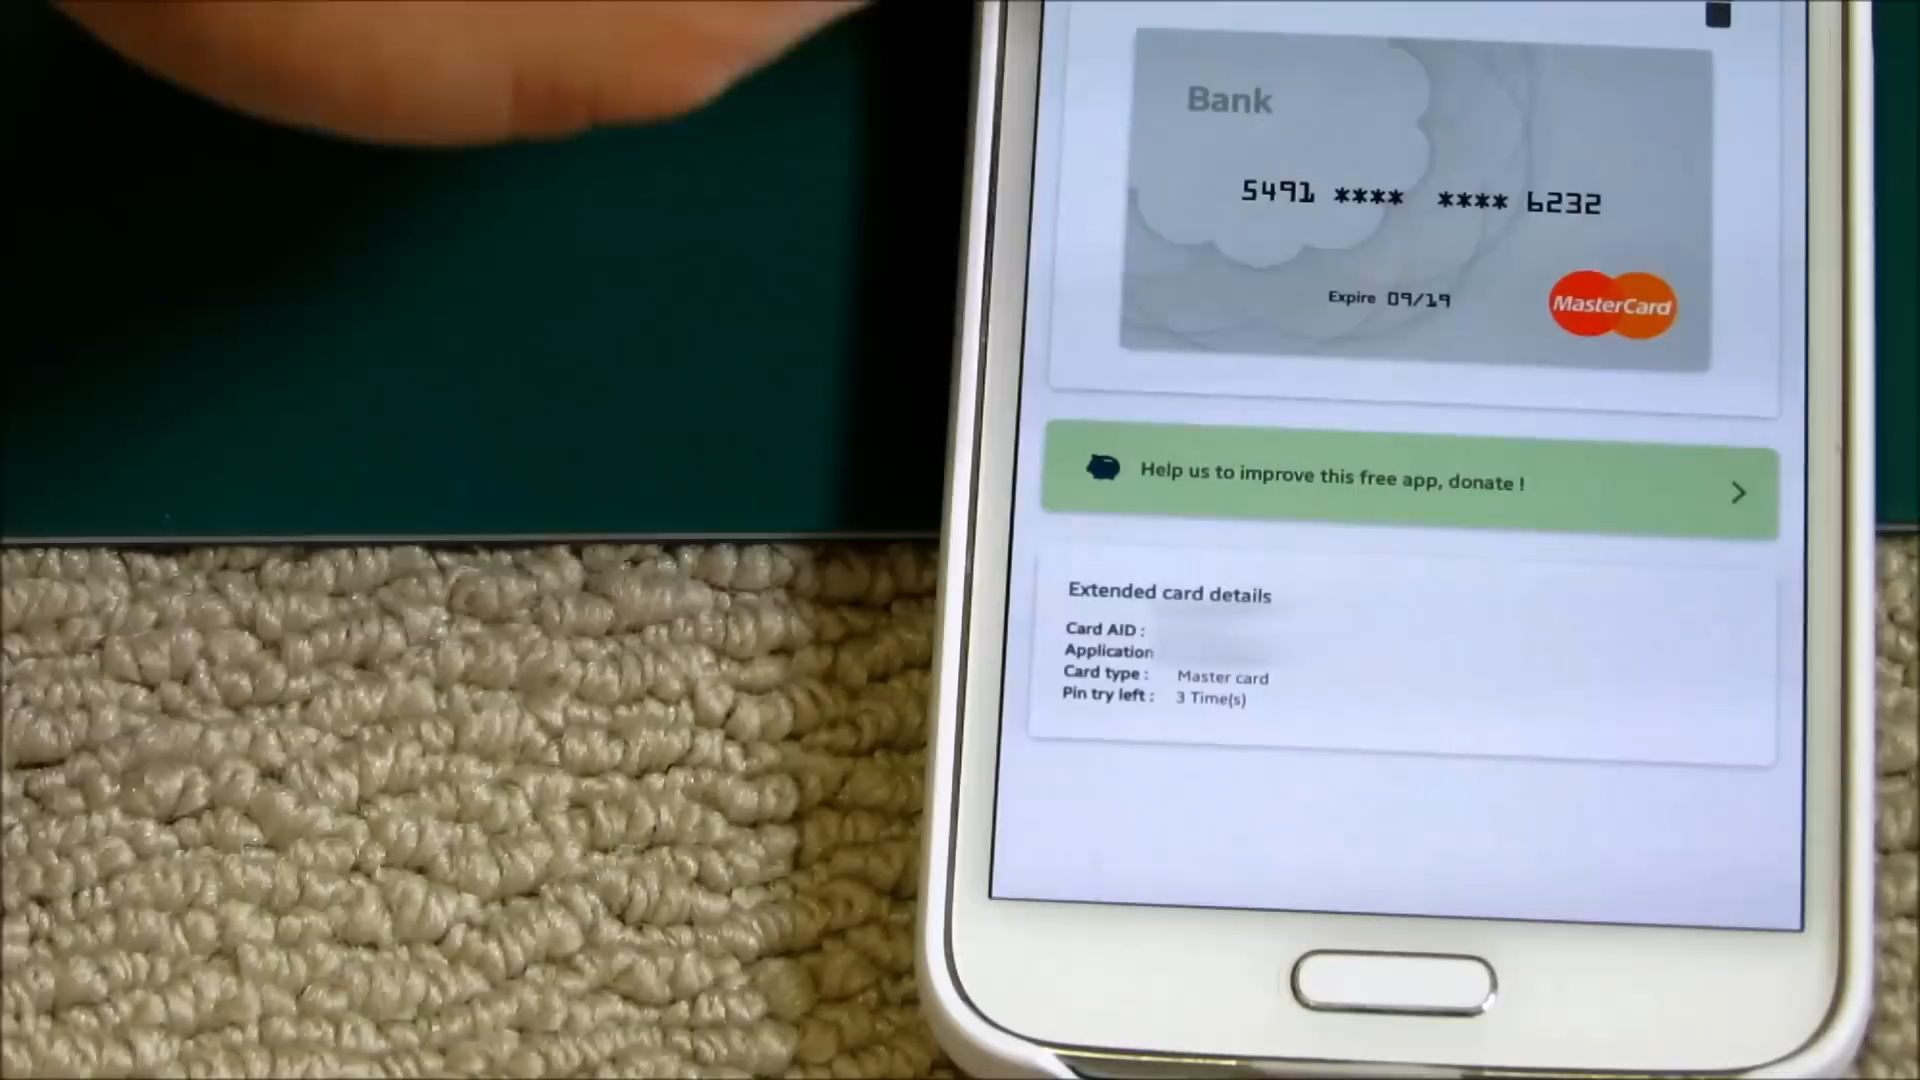 Bank
5491 **** **** 6232
Expire 09/19
MasterCard
Help us to improve this free app, donate !
Extended card details
Card AID :
Application
Card type : Master card
Pin try left : 3 Time(s)